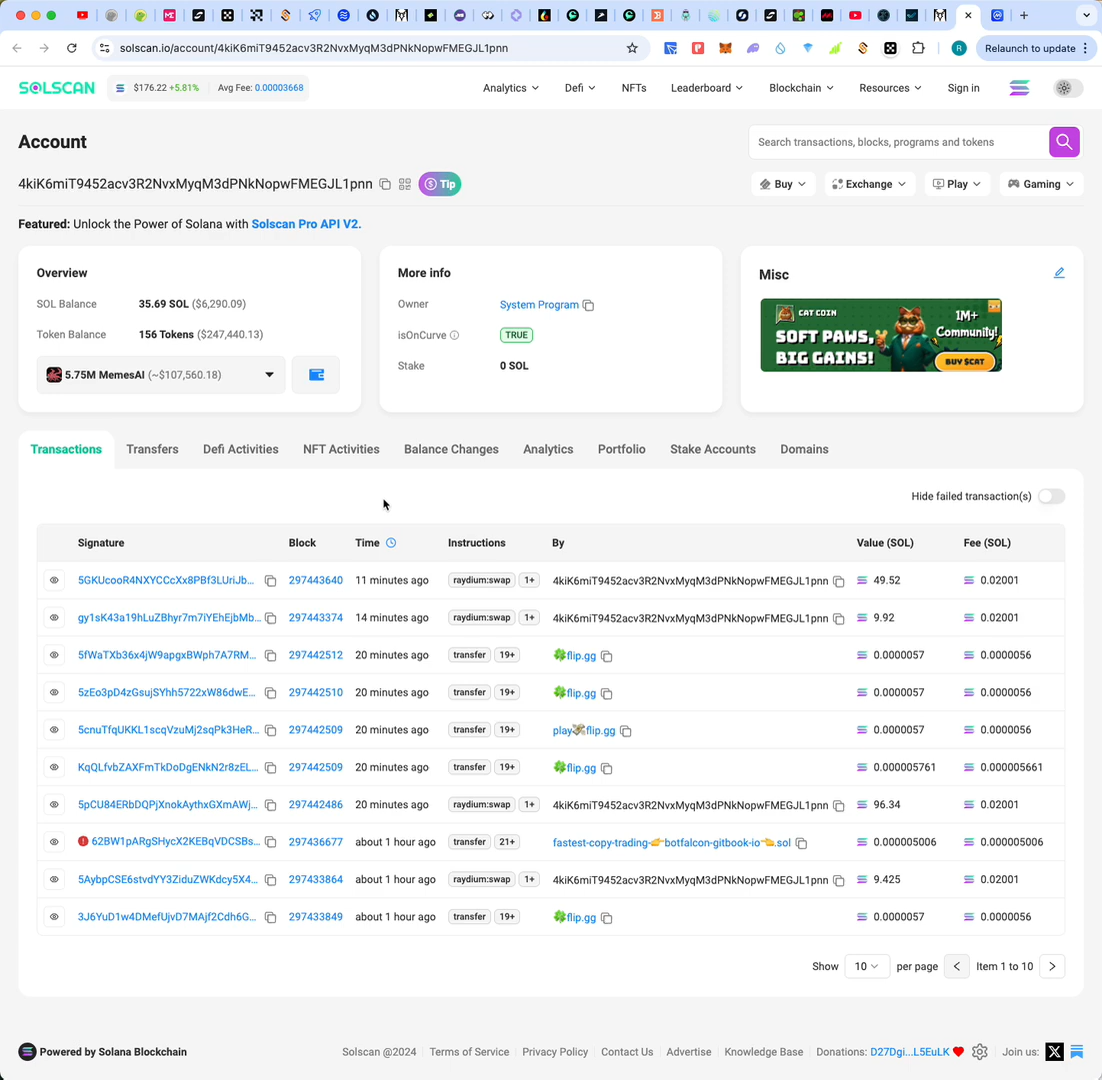 solscan.io/account/4kiK6miT9452acv3R2NvxMyqM3dPNkNopwFMEGJL1pnn
Relaunch to update
SOLSCAN $176.22 +5.81% Avg Fee: 0.00003668 Analytics Defi NFTs Leaderboard Blockchain Resources Sign in
Account
Search transactions, blocks, programs and tokens
4kiK6miT9452acv3R2NvxMyqM3dPNkNopwFMEGJL1pnn Tip
Buy Exchange Play Gaming
Featured: Unlock the Power of Solana with Solscan Pro API V2.
Overview
SOL Balance 35.69 SOL ($6,290.09)
Token Balance 156 Tokens ($247,440.13)
5.75M MemesAI (~$107,560.18)
More info
Owner System Program
isOnCurve TRUE
Stake 0 SOL
Misc
CAT COIN
SOFT PAWS,
BIG GAINS!
1M+
Community!
BUY $CAT
Transactions Transfers Defi Activities NFT Activities Balance Changes Analytics Portfolio Stake Accounts Domains
Hide failed transaction(s)
Signature Block Time Instructions By Value (SOL) Fee (SOL)
5GKUcooR4NXYCCcXx8PBf3LUriJb... 297443640 11 minutes ago raydium:swap 1+ 4kiK6miT9452acv3R2NvxMyqM3dPNkNopwFMEGJL1pnn 49.52 0.02001
gy1sK43a19hLuZBhyr7m7iYEhEjbMb... 297443374 14 minutes ago raydium:swap 1+ 4kiK6miT9452acv3R2NvxMyqM3dPNkNopwFMEGJL1pnn 9.92 0.02001
5fWaTXb36x4jW9apgxBWph7A7RM... 297442512 20 minutes ago transfer 19+ 🍀flip.gg 0.0000057 0.0000056
5zEo3pD4zGsujSYhh5722xW86dwE... 297442510 20 minutes ago transfer 19+ 🍀flip.gg 0.0000057 0.0000056
5cnuTfqUKKL1scqVzuMj2sqPk3HeR... 297442509 20 minutes ago transfer 19+ play💸flip.gg 0.0000057 0.0000056
KqQLfvbZAXFmTkDoDgENkN2r8zEL... 297442509 20 minutes ago transfer 19+ 🍀flip.gg 0.000005761 0.000005661
5pCU84ERbDQPjXnokAythxGXmAWj... 297442486 20 minutes ago raydium:swap 1+ 4kiK6miT9452acv3R2NvxMyqM3dPNkNopwFMEGJL1pnn 96.34 0.02001
62BW1pARgSHycX2KEBqVDCSBs... 297436677 about 1 hour ago transfer 21+ fastest-copy-trading-👉botfalcon-gitbook-io👈.sol 0.000005006 0.000005006
5AybpCSE6stvdYY3ZiduZWKdcy5X4... 297433864 about 1 hour ago raydium:swap 1+ 4kiK6miT9452acv3R2NvxMyqM3dPNkNopwFMEGJL1pnn 9.425 0.02001
3J6YuD1w4DMefUjvD7MAjf2Cdh6G... 297433849 about 1 hour ago transfer 19+ 🍀flip.gg 0.0000057 0.0000056
Show 10 per page Item 1 to 10
Powered by Solana Blockchain Solscan @2024 Terms of Service Privacy Policy Contact Us Advertise Knowledge Base Donations: D27Dgi...L5EuLK Join us: